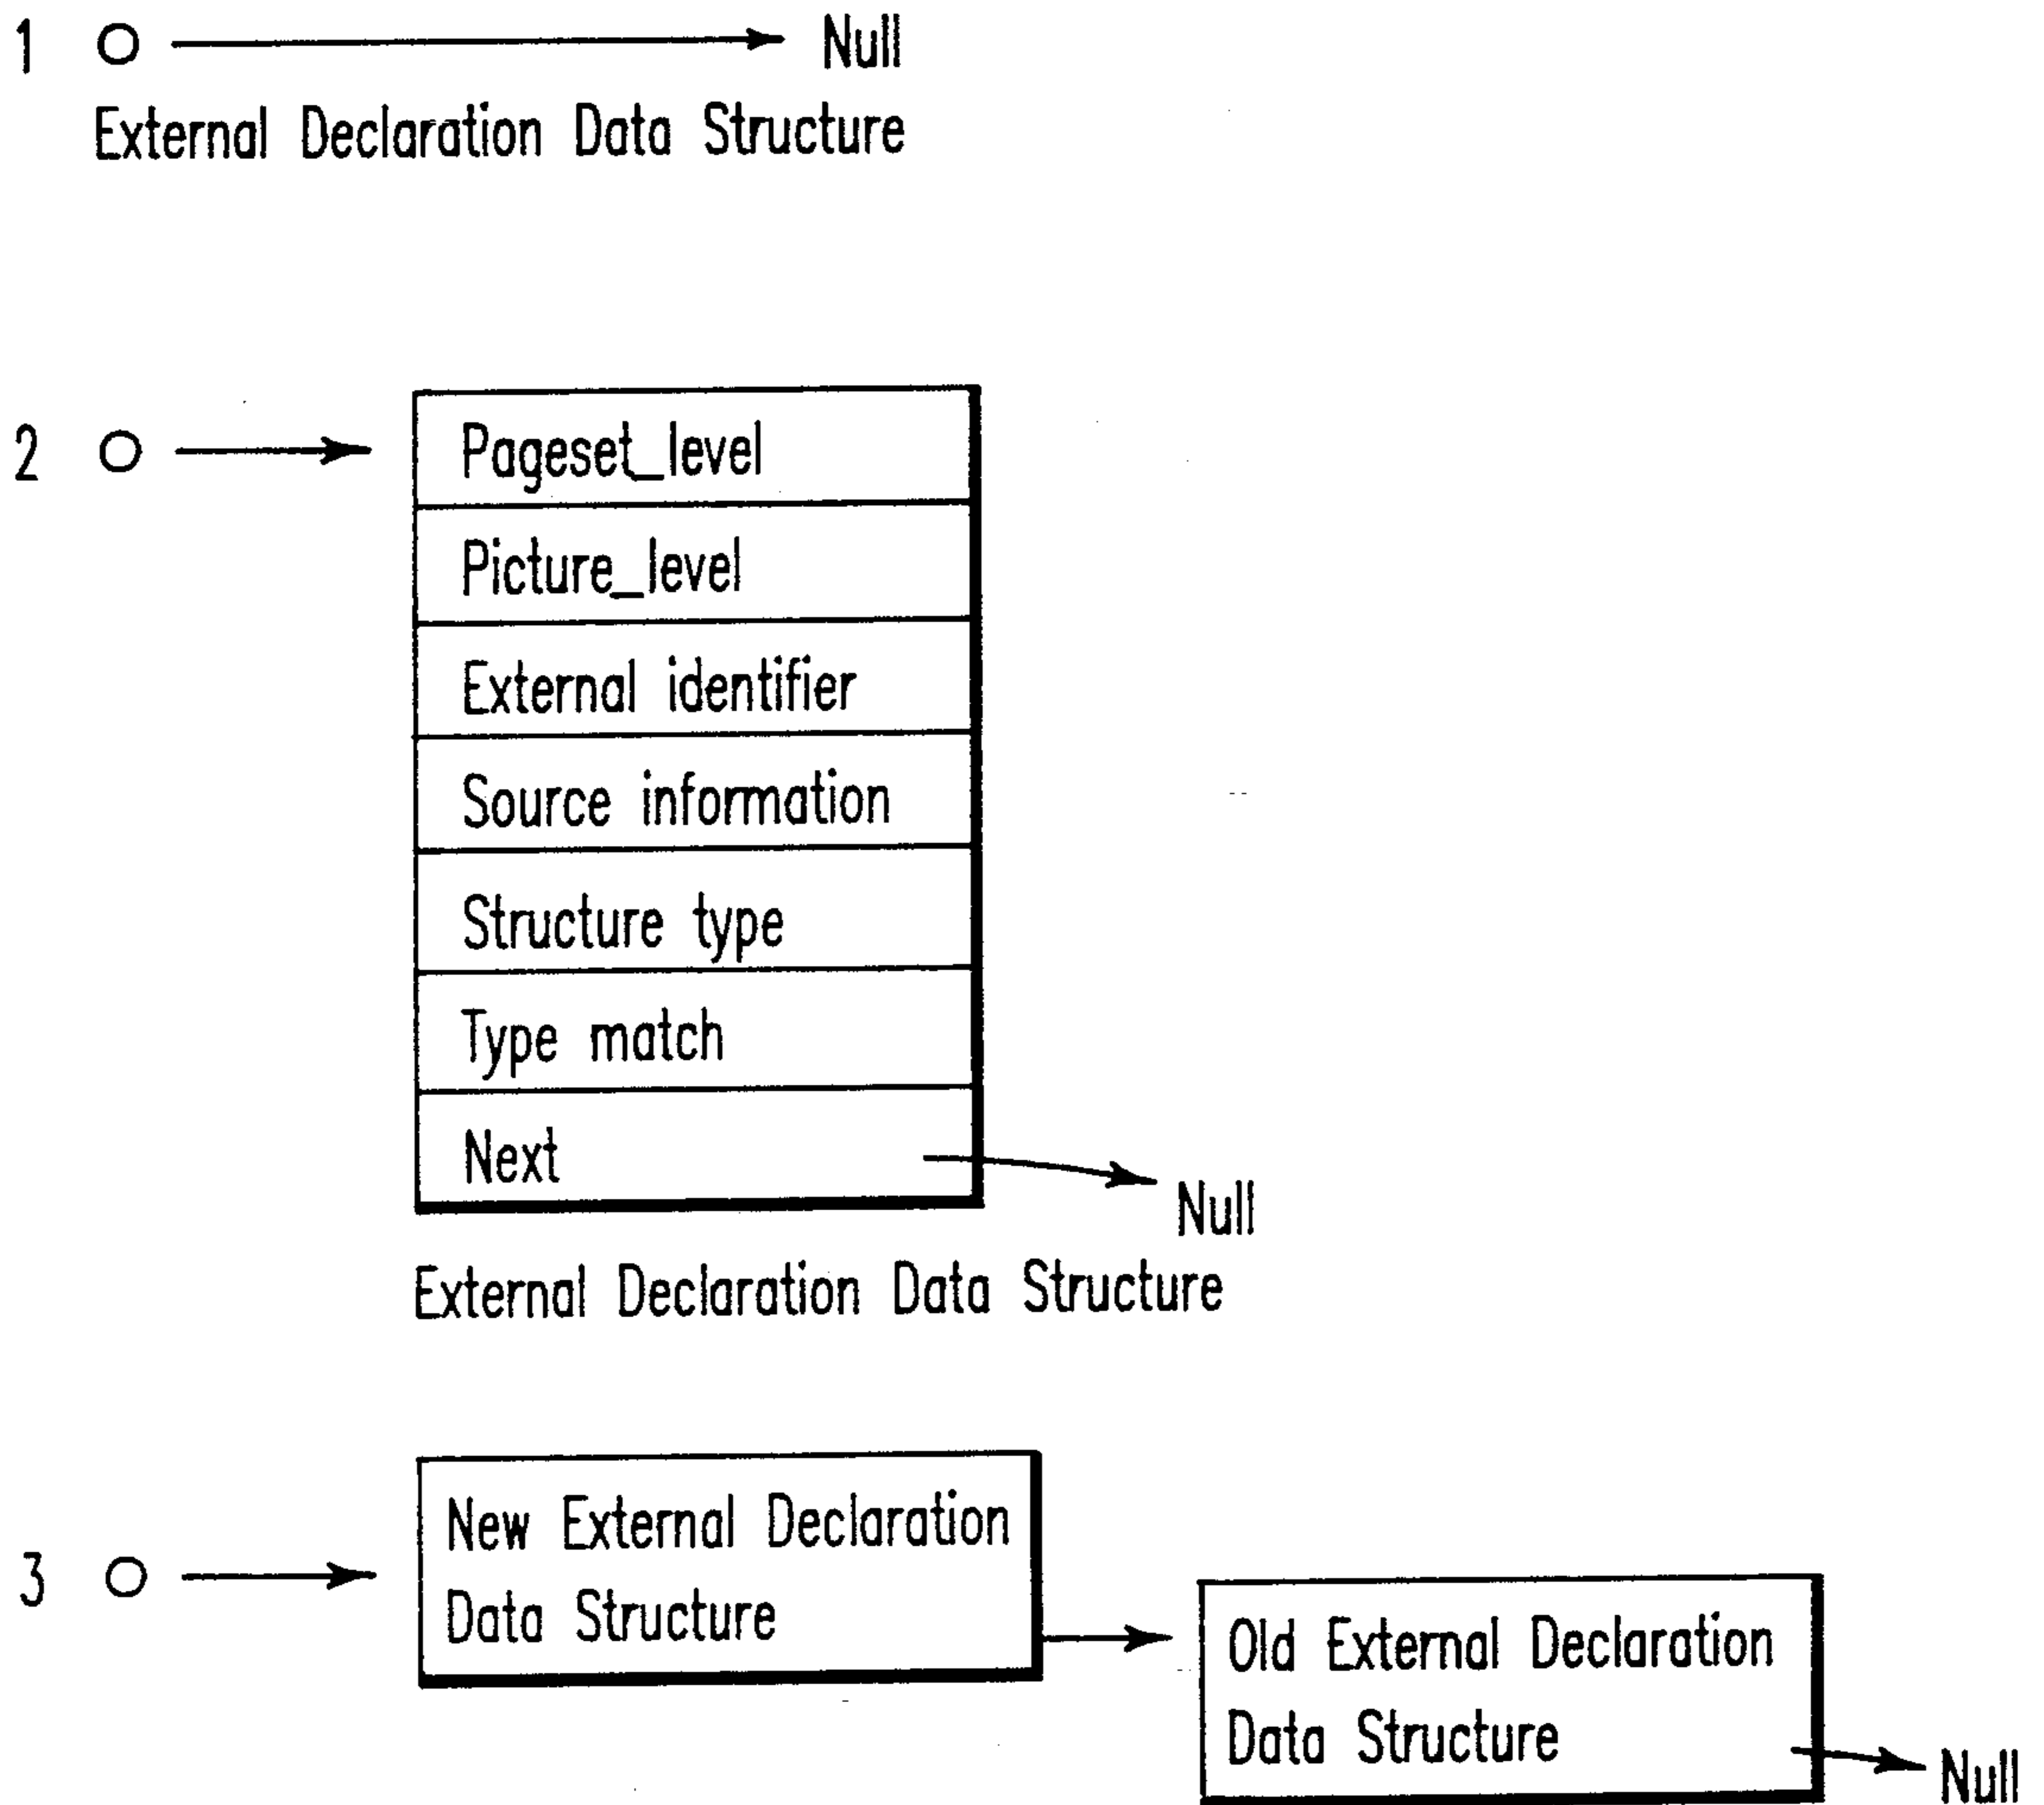 1 Null
External Declaration Data Structure
2 Pageset_level
Picture_level
External identifier
Source information
Structure type
Type match
Next
Null
External Declaration Data Structure
3 New External Declaration
Data Structure
Old External Declaration
Data Structure
Null